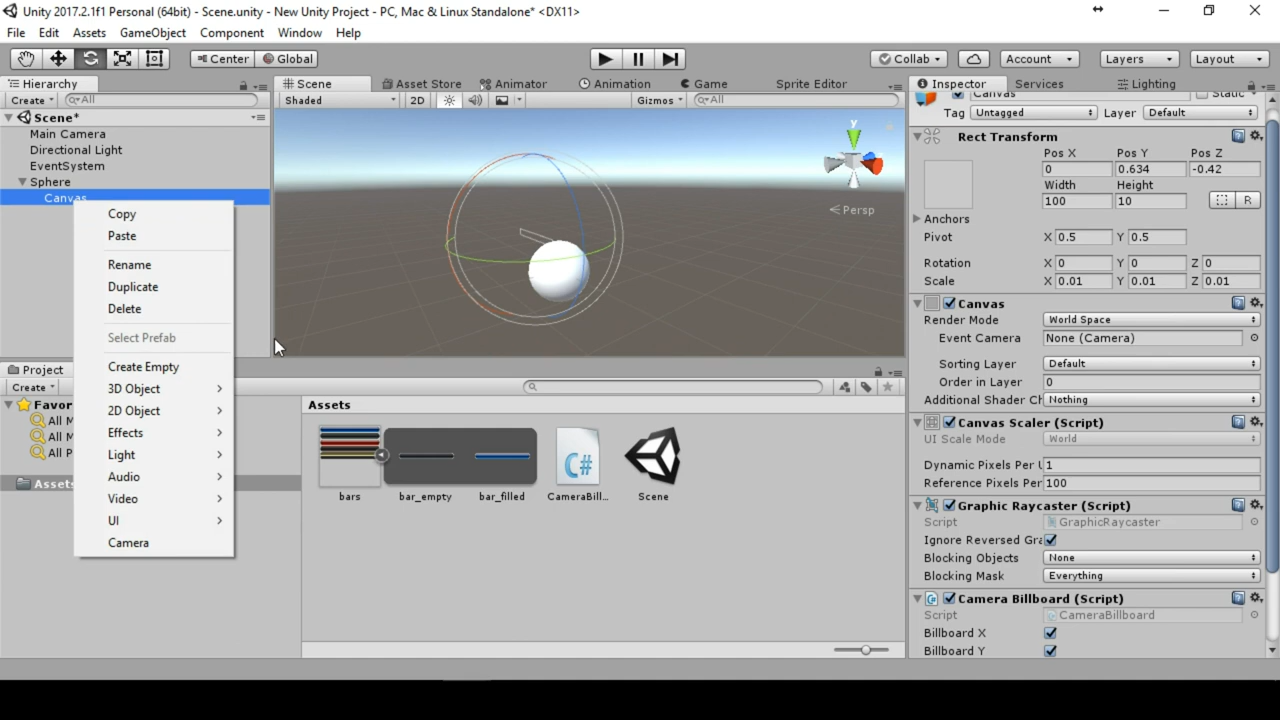 Unity 2017.2.1f1 Personal (64bit) - Scene.unity - New Unity Project - PC, Mac & Linux Standalone* <DX11>
File Edit Assets GameObject Component Window Help
Center Global Collab Account Layers Layout
Hierarchy
Create All
Scene*
Main Camera
Directional Light
EventSystem
Sphere
Canvas
Copy
Paste
Rename
Duplicate
Delete
Select Prefab
Create Empty
3D Object
2D Object
Effects
Light
Audio
Video
UI
Camera
Scene Asset Store Animator Animation Game Sprite Editor
Shaded 2D Gizmos All
y
Persp
Project
Create
Favor
All M
All M
All P
Assets
Assets
bars bar_empty bar_filled CameraBill... Scene
Inspector Services Lighting
Canvas Static
Tag Untagged Layer Default
Rect Transform
Pos X Pos Y Pos Z
0 0.634 -0.42
Width Height
100 10 R
Anchors
Pivot X 0.5 Y 0.5
Rotation X 0 Y 0 Z 0
Scale X 0.01 Y 0.01 Z 0.01
Canvas
Render Mode World Space
Event Camera None (Camera)
Sorting Layer Default
Order in Layer 0
Additional Shader Ch Nothing
Canvas Scaler (Script)
UI Scale Mode World
Dynamic Pixels Per U 1
Reference Pixels Per 100
Graphic Raycaster (Script)
Script GraphicRaycaster
Ignore Reversed Gra
Blocking Objects None
Blocking Mask Everything
Camera Billboard (Script)
Script CameraBillboard
Billboard X
Billboard Y